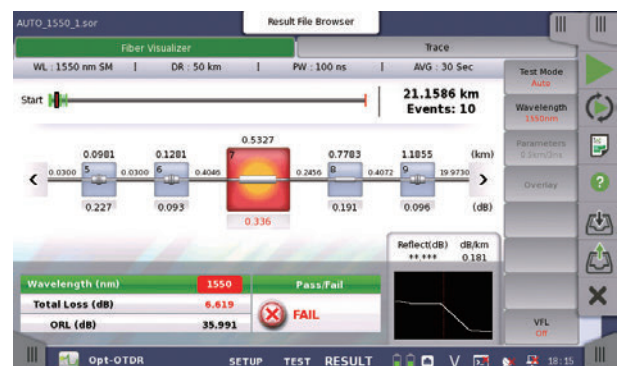 AUTO_1550_1.sor
Result File Browser
Fiber Visualizer
Trace
WL : 1550 nm SM | DR : 50 km | PW : 100 ns | AVG : 30 Sec
Start
21.1586 km
Events: 10
Test Mode
Auto
Wavelength
1550nm
Parameters
Overlay
VFL
Off
0.0981 0.1281 0.5327 0.7783 1.1855 (km)
0.0300 5 0.0300 6 0.4046 7 0.2456 8 0.4072 9 19.9730
0.227 0.093 0.336 0.191 0.096 (dB)
Reflect(dB) dB/km
**.*** 0.181
Wavelength (nm) 1550 Pass/Fail
Total Loss (dB) 6.619
FAIL
ORL (dB) 35.991
Opt-OTDR SETUP TEST RESULT V 18:15